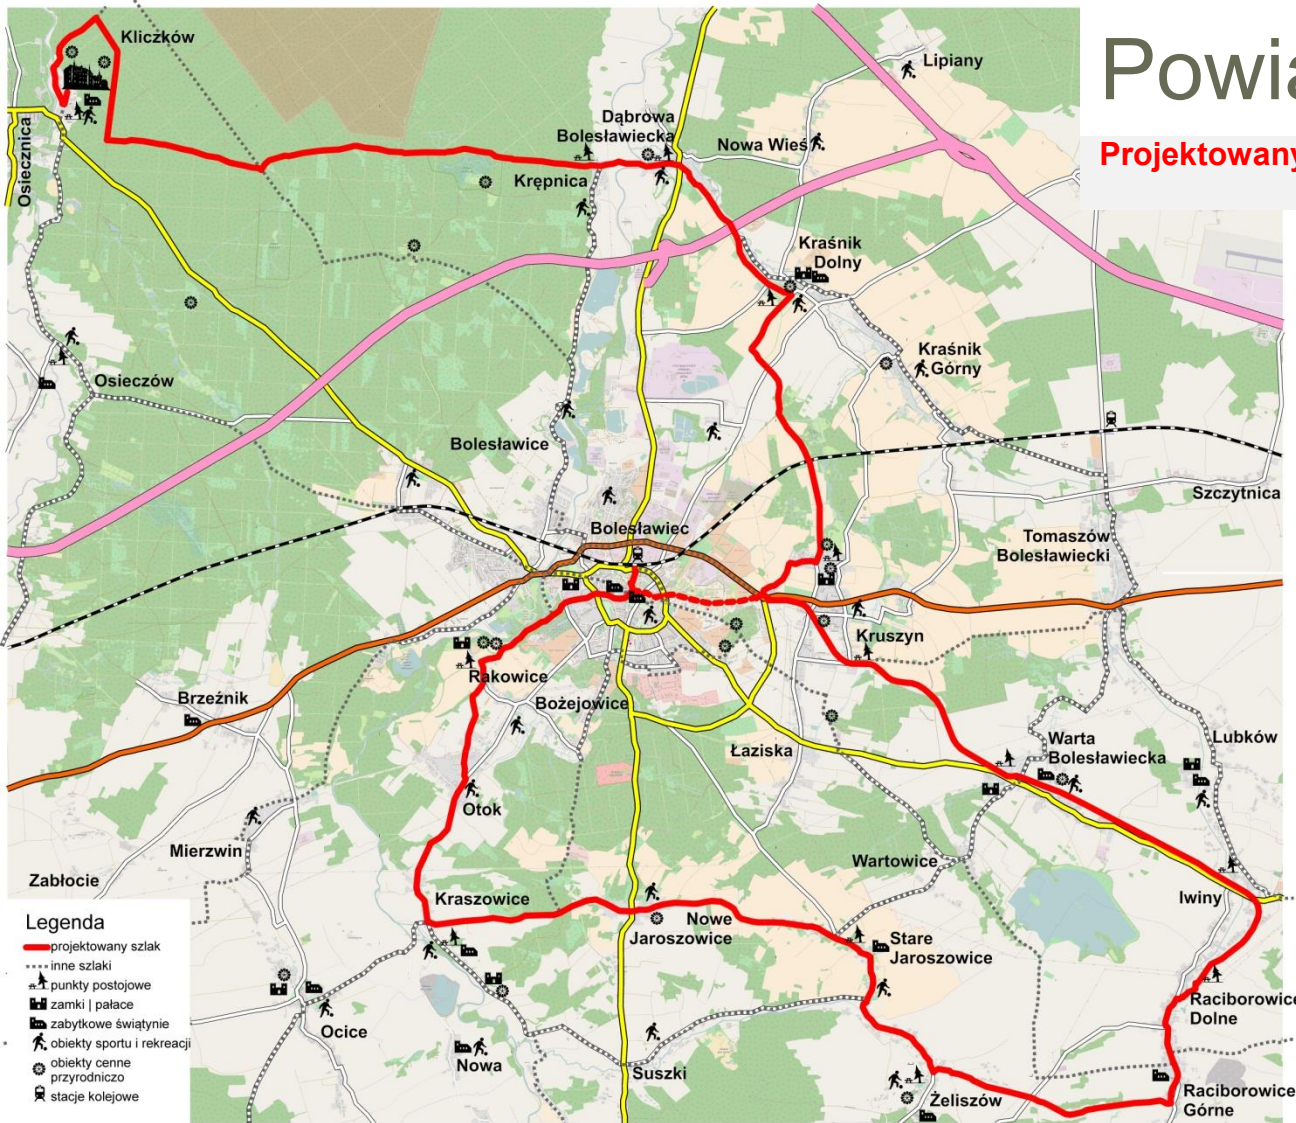 Powia
Projektowany
Kliczków
Lipiany
Dąbrowa
Bolesławiecka
Nowa Wieś
Osiecznica
Krępnica
Kraśnik
Dolny
Kraśnik
Górny
Osieczów
Bolesławice
Szczytnica
Bolesławiec
Tomaszów
Bolesławiecki
Kruszyn
Rakowice
Brzeźnik
Bożejowice
Łaziska
Warta
Bolesławiecka
Lubków
Otok
Mierzwin
Wartowice
Zabłocie
Kraszowice
Iwiny
Nowe
Jaroszowice
Stare
Jaroszowice
Raciborowice
Dolne
Ocice
Nowa
Suszki
Żeliszów
Raciborowice
Górne
Legenda
projektowany szlak
inne szlaki
punkty postojowe
zamki | pałace
zabytkowe świątynie
obiekty sportu i rekreacji
obiekty cenne
przyrodniczo
stacje kolejowe